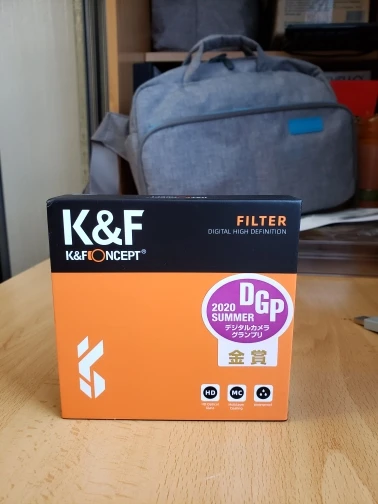 K&F
K&F CONCEPT®
FILTER
DIGITAL HIGH DEFINITION
DGP
2020
SUMMER
デジタルカメラ
グランプリ
金賞
HD
MC